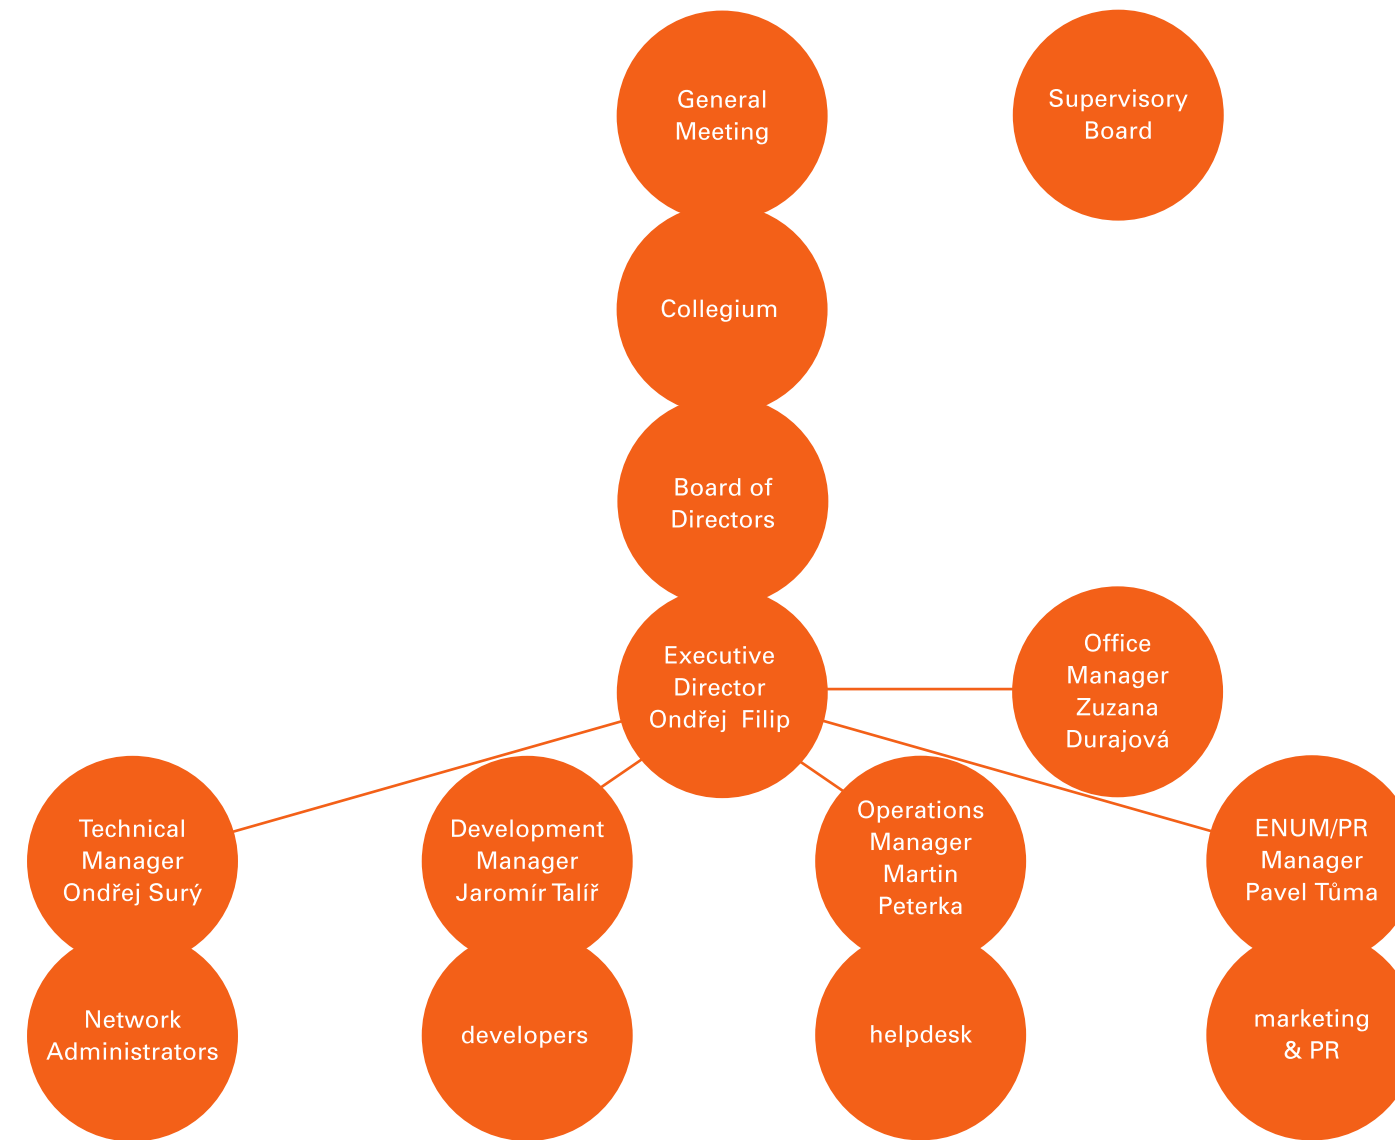 General
Meeting
Supervisory
Board
Collegium
Board of
Directors
Executive
Director
Ondřej Filip
Office
Manager
Zuzana
Durajová
Technical
Manager
Ondřej Surý
Development
Manager
Jaromír Talíř
Operations
Manager
Martin
Peterka
ENUM/PR
Manager
Pavel Tůma
Network
Administrators
developers
helpdesk
marketing
& PR